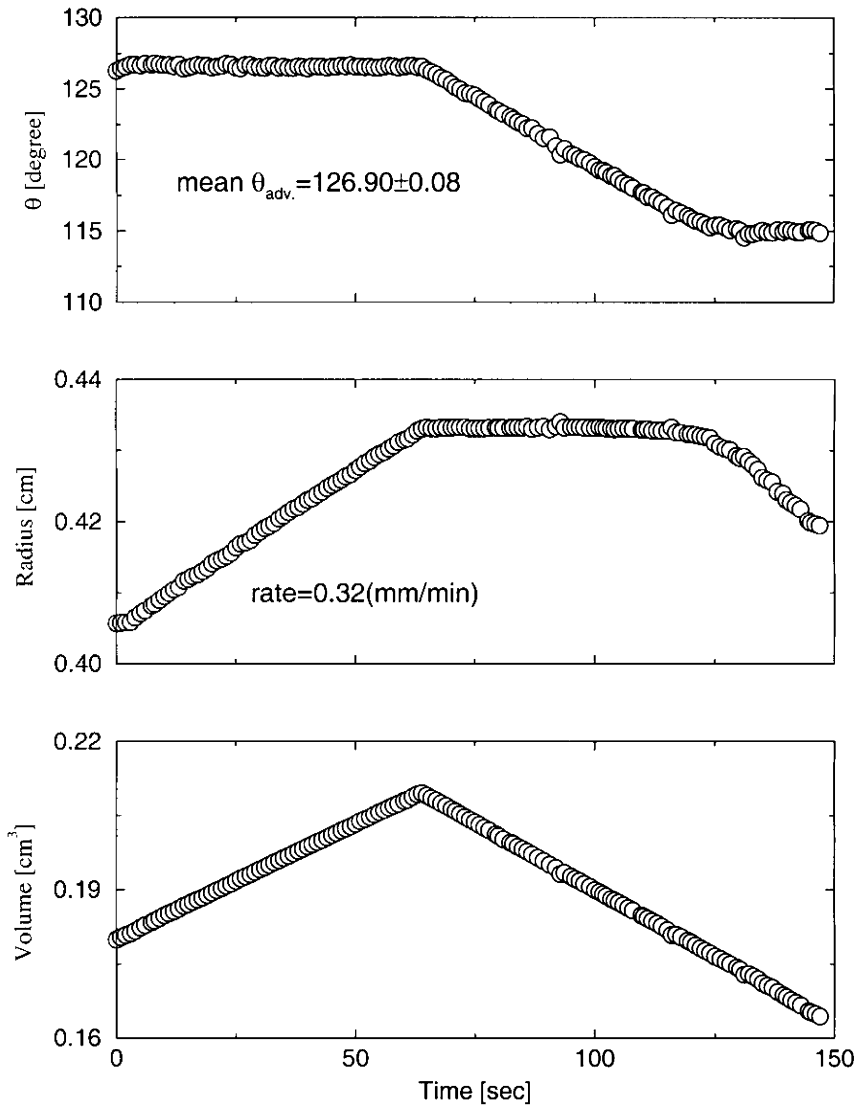 130
125
120
115
110
θ [degree]
mean θadv.=126.90±0.08
0.44
0.42
0.40
Radius [cm]
rate=0.32(mm/min)
0.22
0.19
0.16
Volume [cm³]
0 50 100 150
Time [sec]